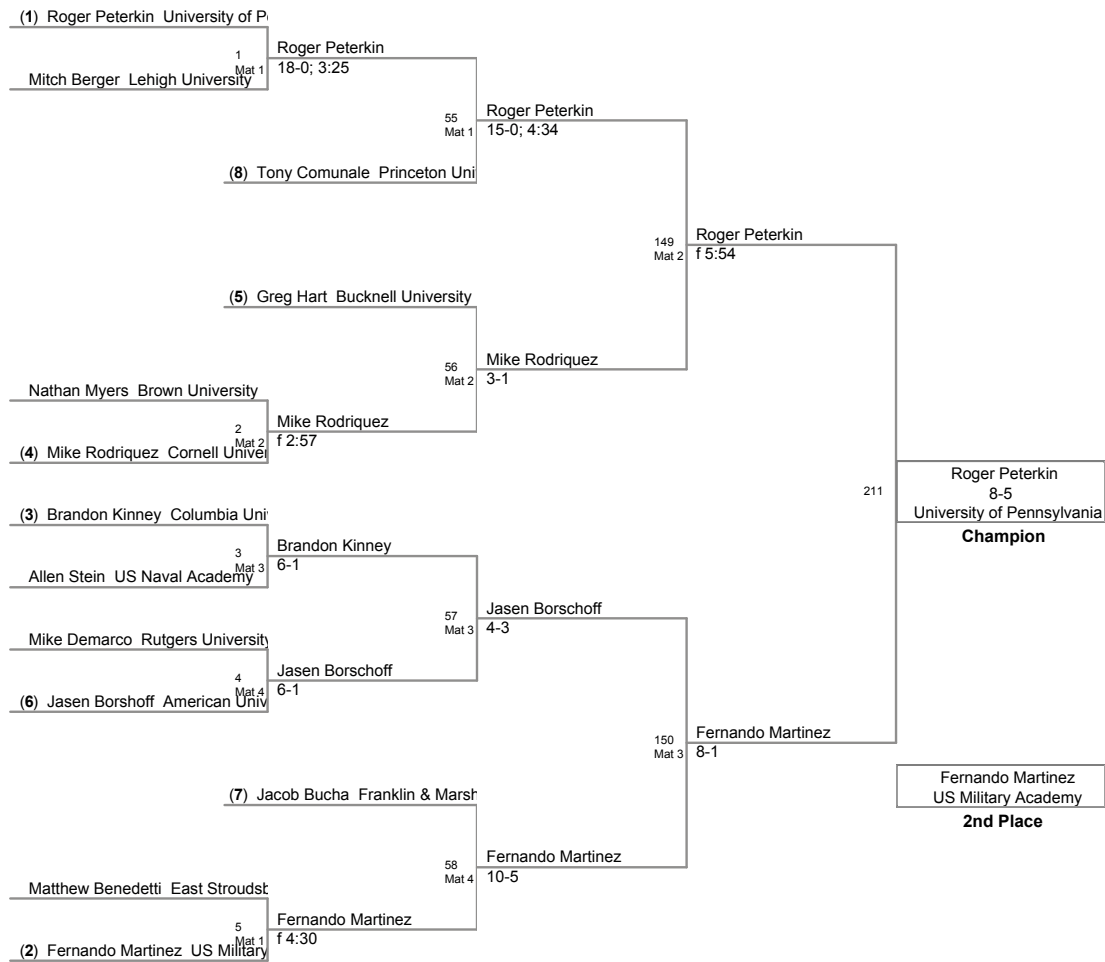 (1) Roger Peterkin University of P
1
Mat 1
Roger Peterkin
18-0; 3:25
Mitch Berger Lehigh University
55
Mat 1
Roger Peterkin
15-0; 4:34
(8) Tony Comunale Princeton Uni
149
Mat 2
Roger Peterkin
f 5:54
(5) Greg Hart Bucknell University
56
Mat 2
Mike Rodriquez
3-1
Nathan Myers Brown University
2
Mat 2
Mike Rodriquez
f 2:57
(4) Mike Rodriquez Cornell Univer
211
Roger Peterkin
8-5
University of Pennsylvania
Champion
(3) Brandon Kinney Columbia Uni
3
Mat 3
Brandon Kinney
6-1
Allen Stein US Naval Academy
57
Mat 3
Jasen Borschoff
4-3
Mike Demarco Rutgers University
4
Mat 4
Jasen Borschoff
6-1
(6) Jasen Borshoff American Univ
150
Mat 3
Fernando Martinez
8-1
Fernando Martinez
US Military Academy
2nd Place
(7) Jacob Bucha Franklin & Marsh
58
Mat 4
Fernando Martinez
10-5
Matthew Benedetti East Stroudsb
5
Mat 1
Fernando Martinez
f 4:30
(2) Fernando Martinez US Military